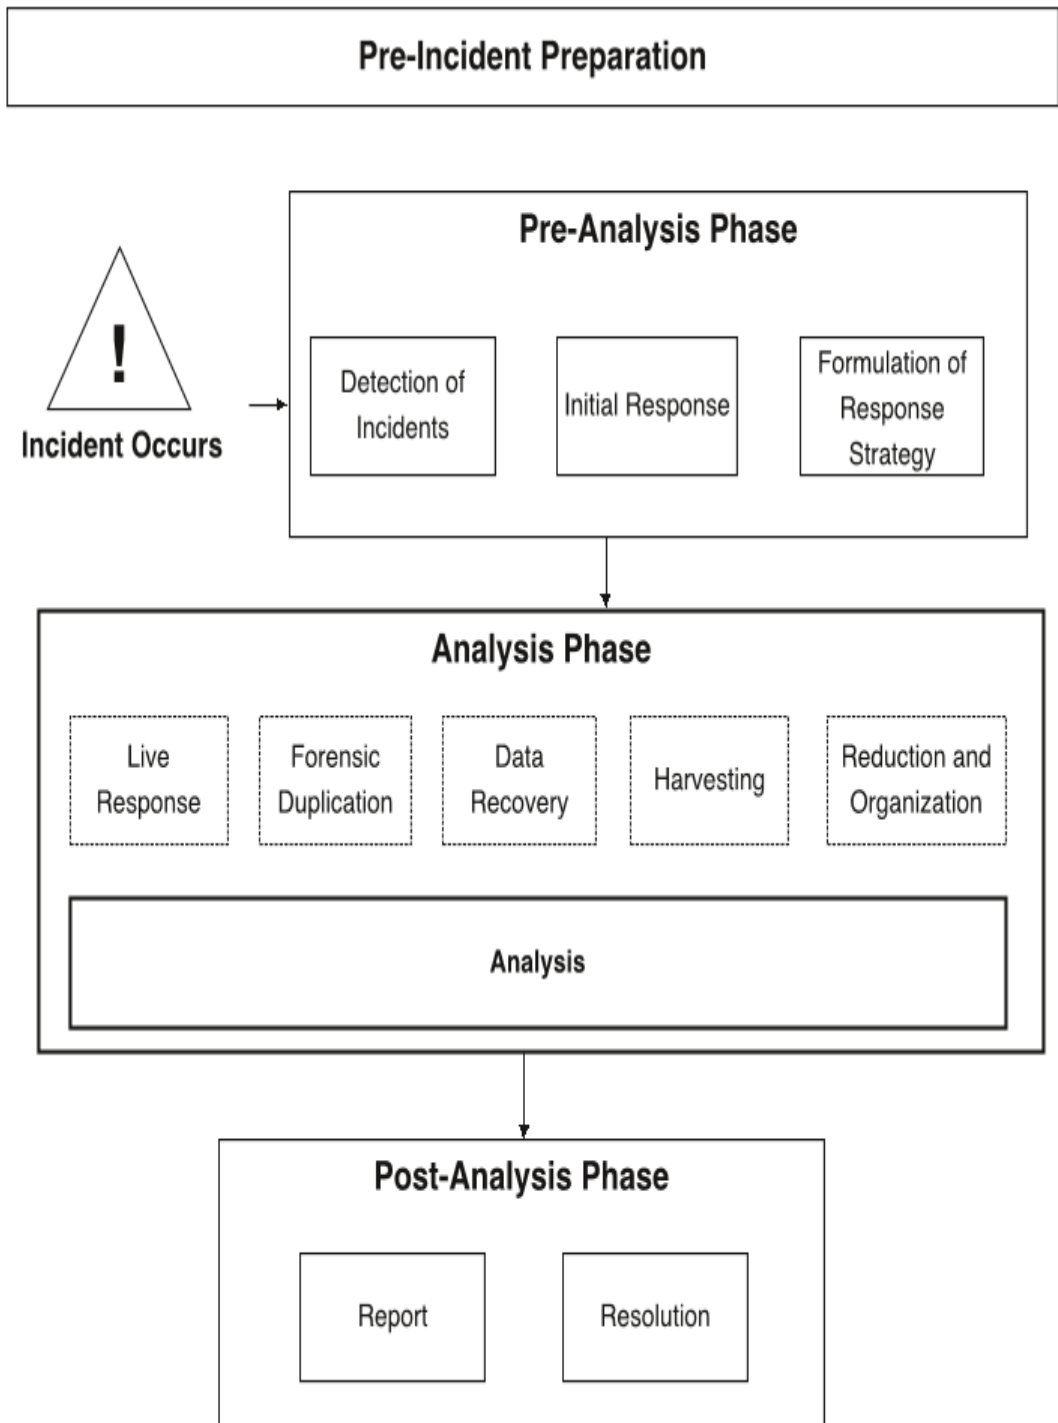 Pre-Incident Preparation
Pre-Analysis Phase
!
Incident Occurs
Detection of
Incidents
Initial Response
Formulation of
Response
Strategy
Analysis Phase
Live
Response
Forensic
Duplication
Data
Recovery
Harvesting
Reduction and
Organization
Analysis
Post-Analysis Phase
Report
Resolution